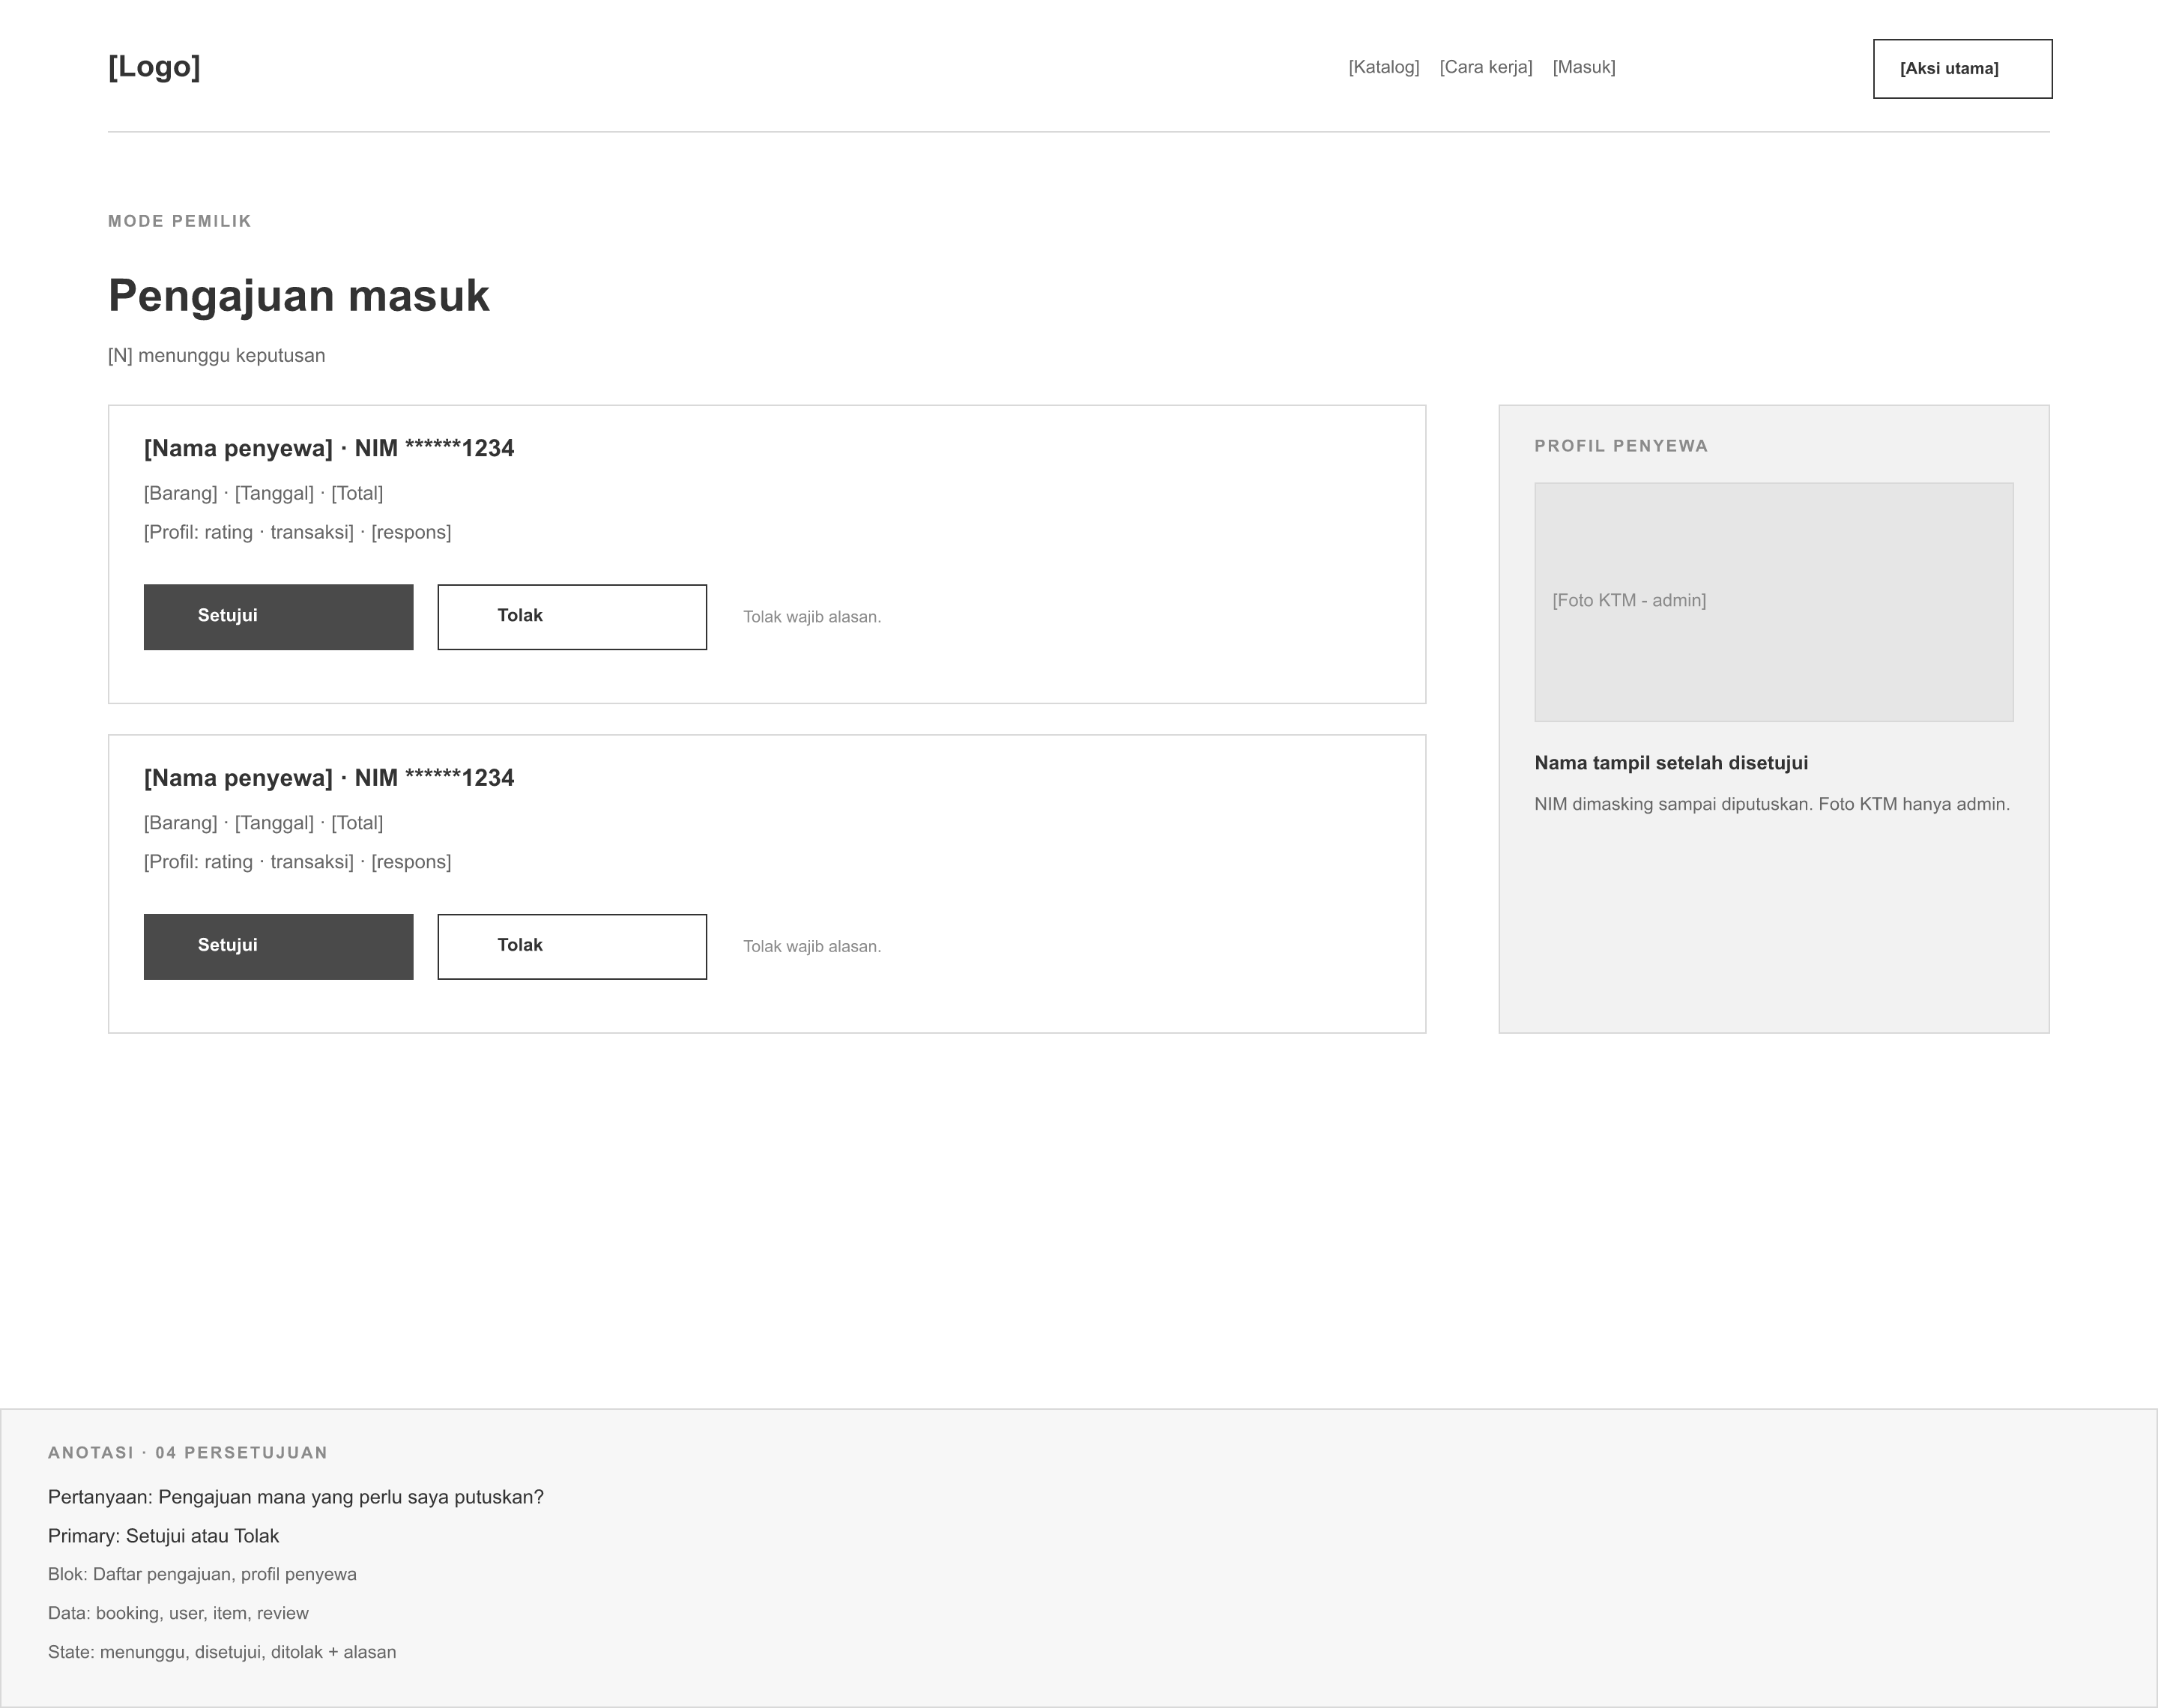 [Logo]
[Katalog] [Cara kerja] [Masuk]
[Aksi utama]
MODE PEMILIK
Pengajuan masuk
[N] menunggu keputusan
[Nama penyewa] · NIM ******1234
[Barang] · [Tanggal] · [Total]
[Profil: rating · transaksi] · [respons]
Setujui
Tolak
Tolak wajib alasan.
[Nama penyewa] · NIM ******1234
[Barang] · [Tanggal] · [Total]
[Profil: rating · transaksi] · [respons]
Setujui
Tolak
Tolak wajib alasan.
PROFIL PENYEWA
[Foto KTM - admin]
Nama tampil setelah disetujui
NIM dimasking sampai diputuskan. Foto KTM hanya admin.
ANOTASI · 04 PERSETUJUAN
Pertanyaan: Pengajuan mana yang perlu saya putuskan?
Primary: Setujui atau Tolak
Blok: Daftar pengajuan, profil penyewa
Data: booking, user, item, review
State: menunggu, disetujui, ditolak + alasan